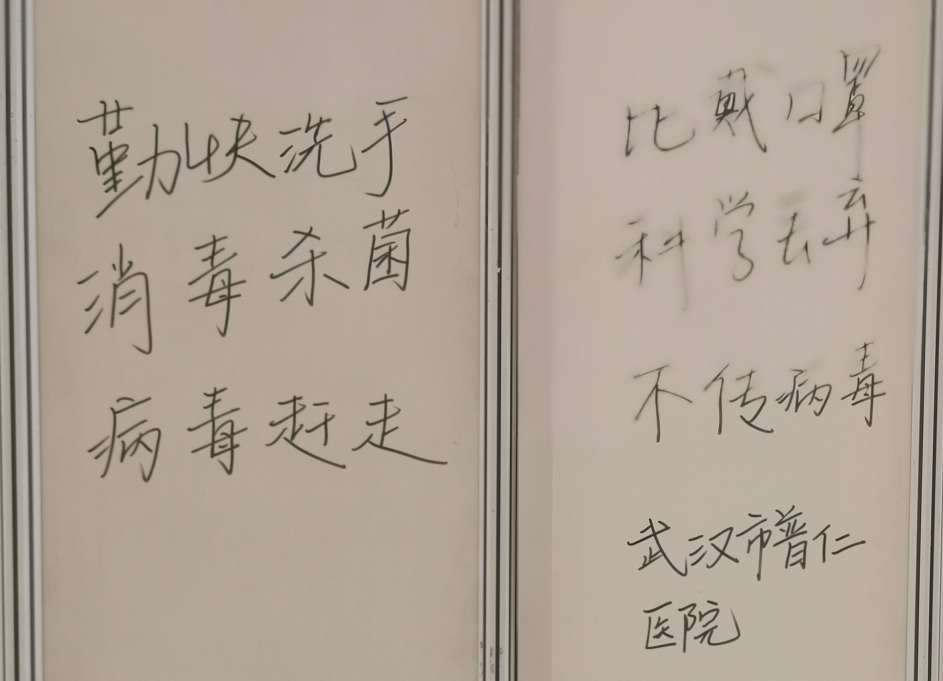 勤快洗手
消毒杀菌
病毒赶走
比戴口罩
科学丢弃
不传病毒
武汉市普仁
医院